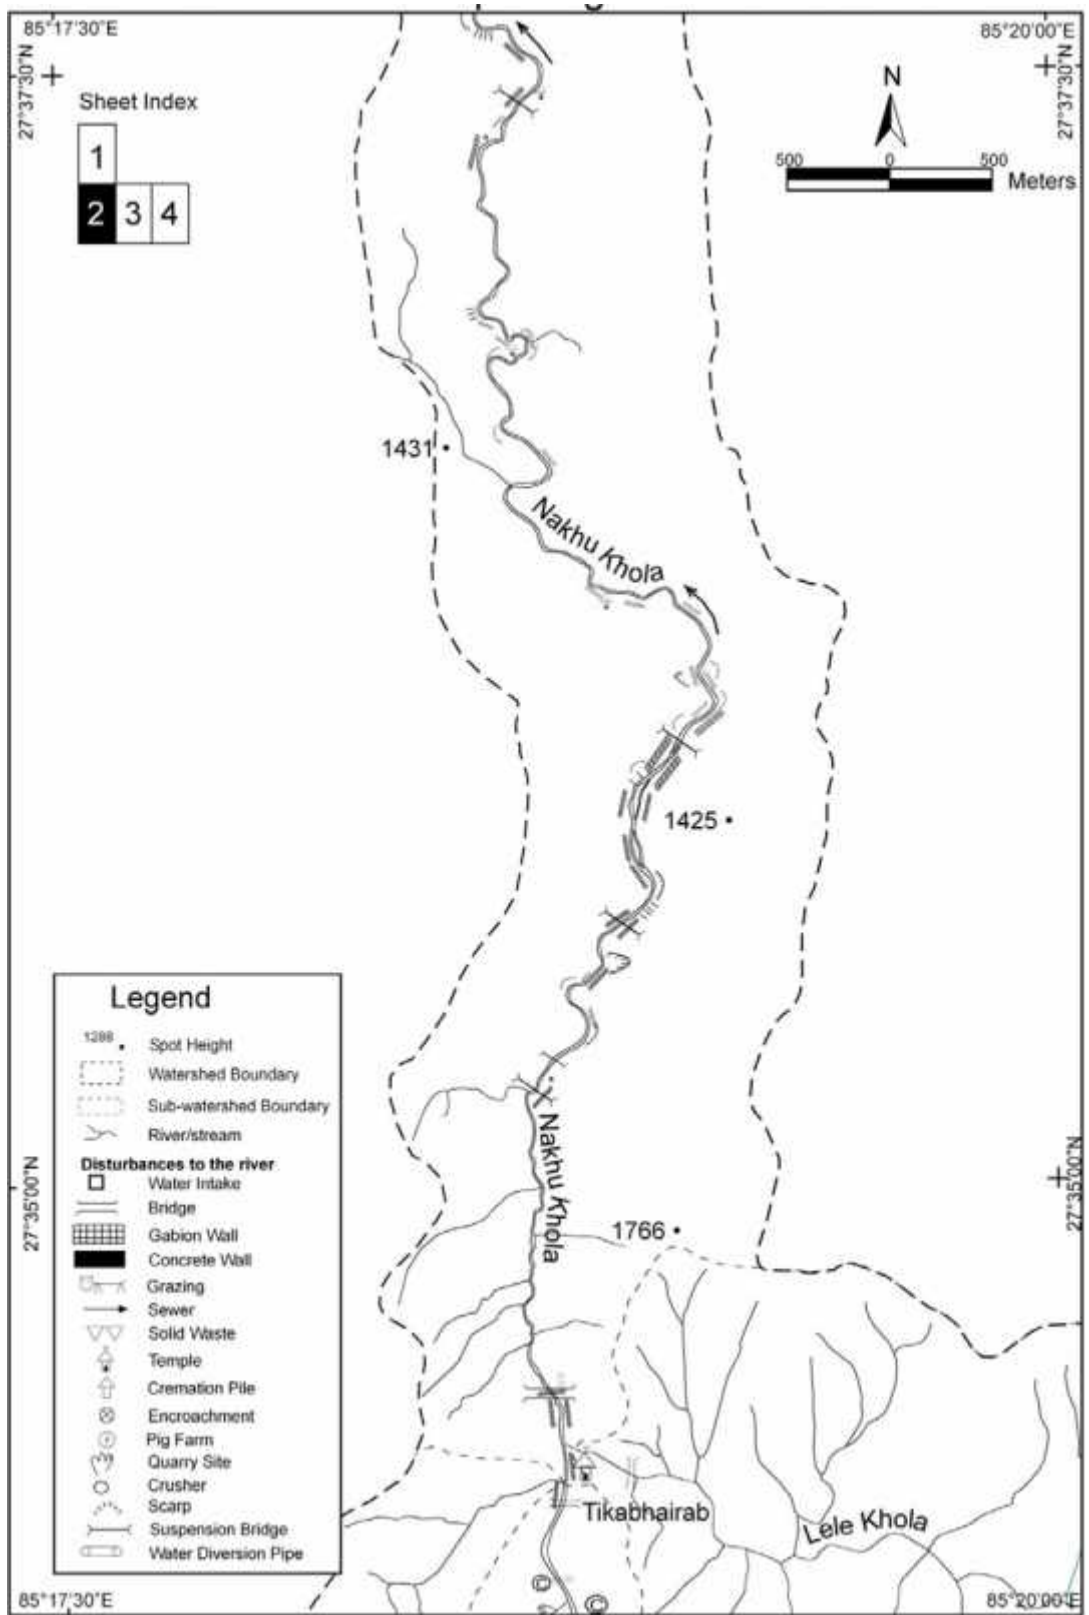 85°17'30"E
85°20'00"E
27°37'30"N
27°37'30"N
Sheet Index
1
2 3 4
N
500 0 500
Meters
1431
Nakhu Khola
1425
Nakhu Khola
1766
27°35'00"N
27°35'00"N
Tikabhairab
Lele Khola
Legend
1288 Spot Height
Watershed Boundary
Sub-watershed Boundary
River/stream
Disturbances to the river
Water Intake
Bridge
Gabion Wall
Concrete Wall
Grazing
Sewer
Solid Waste
Temple
Cremation Pile
Encroachment
Pig Farm
Quarry Site
Crusher
Scarp
Suspension Bridge
Water Diversion Pipe
85°17'30"E
85°20'00"E